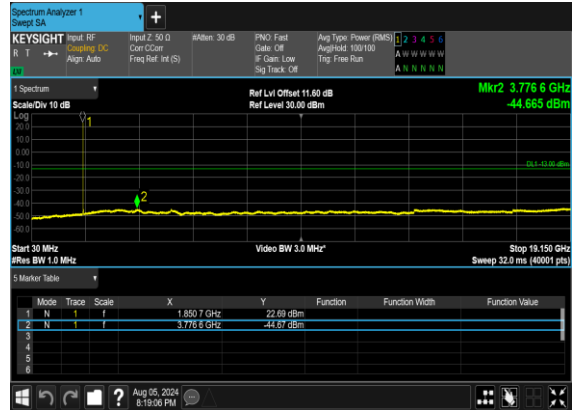 Spectrum Analyzer 1
Swept SA
+
KEYSIGHT
R T
Input: RF
Coupling: DC
Align: Auto
Input Z: 50 Ω
Corr CCorr
Freq Ref: Int (S)
#Atten: 30 dB
PNO: Fast
Gate: Off
IF Gain: Low
Sig Track: Off
Avg Type: Power (RMS)
Avg|Hold: 100/100
Trig: Free Run
1 2 3 4 5 6
A W W W W W
A N N N N N
1 Spectrum
Scale/Div 10 dB
Ref Lvl Offset 11.60 dB
Ref Level 30.00 dBm
Mkr2 3.776 6 GHz
-44.665 dBm
Log
20.0
10.0
0.00
-10.0
-20.0
-30.0
-40.0
-50.0
-60.0
1
2
DL1 -13.00 dBm
Start 30 MHz
#Res BW 1.0 MHz
Video BW 3.0 MHz*
Stop 19.150 GHz
Sweep 32.0 ms (40001 pts)
5 Marker Table
Mode Trace Scale X Y Function Function Width Function Value
1 N 1 f 1.850 7 GHz 22.69 dBm
2 N 1 f 3.776 6 GHz -44.67 dBm
3
4
5
6
?
Aug 05, 2024
8:19:06 PM